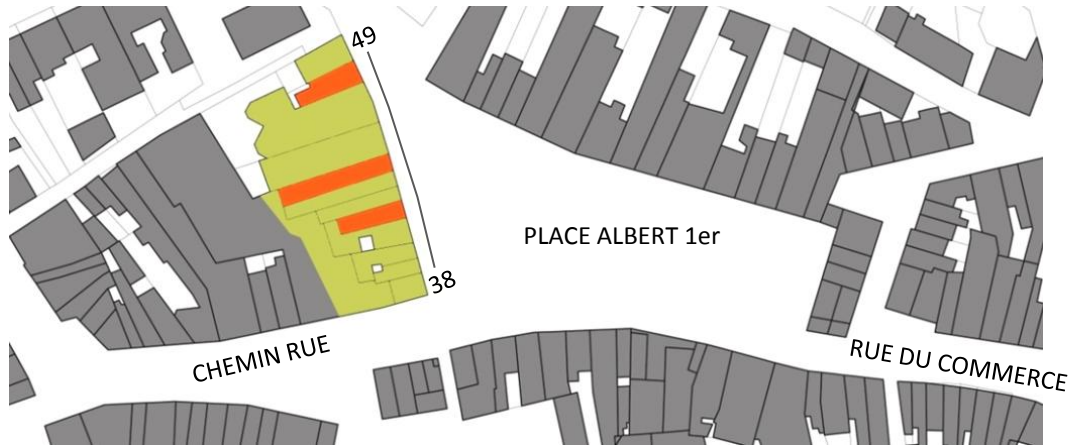 49
38
PLACE ALBERT 1er
CHEMIN RUE
RUE DU COMMERCE